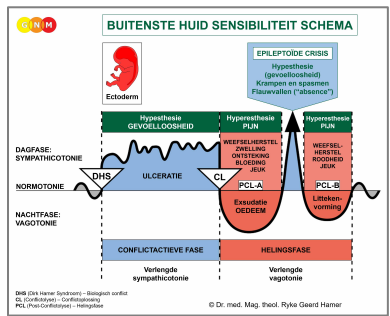 GNM
BUITENSTE HUID SENSIBILITEIT SCHEMA
Ectoderm
EPILEPTOÏDE CRISIS
Hypesthesie
(gevoelloosheid)
Krampen en spasmen
Flauwvallen ("absence")
Hypesthesie
GEVOELLOOSHEID
Hyperesthesie
PIJN
Hyperesthesie
PIJN
WEEFSELHERSTEL
ZWELLING
ONTSTEKING
BLOEDING
JEUK
WEEFSEL-
HERSTEL
ROODHEID
JEUK
DAGFASE:
SYMPATHICOTONIE
DHS
ULCERATIE
CL
PCL-A
PCL-B
NORMOTONIE
Exsudatie
OEDEEM
Litteken-
vorming
NACHTFASE:
VAGOTONIE
CONFLICTACTIEVE FASE
HELINGSFASE
Verlengde
sympathicotonie
Verlengde
vagotonie
DHS (Dirk Hamer Syndroom) – Biologisch conflict
CL (Conflictolyse) – Conflictoplossing
PCL (Post-Conflictolyse) – Helingsfase
© Dr. med. Mag. theol. Ryke Geerd Hamer